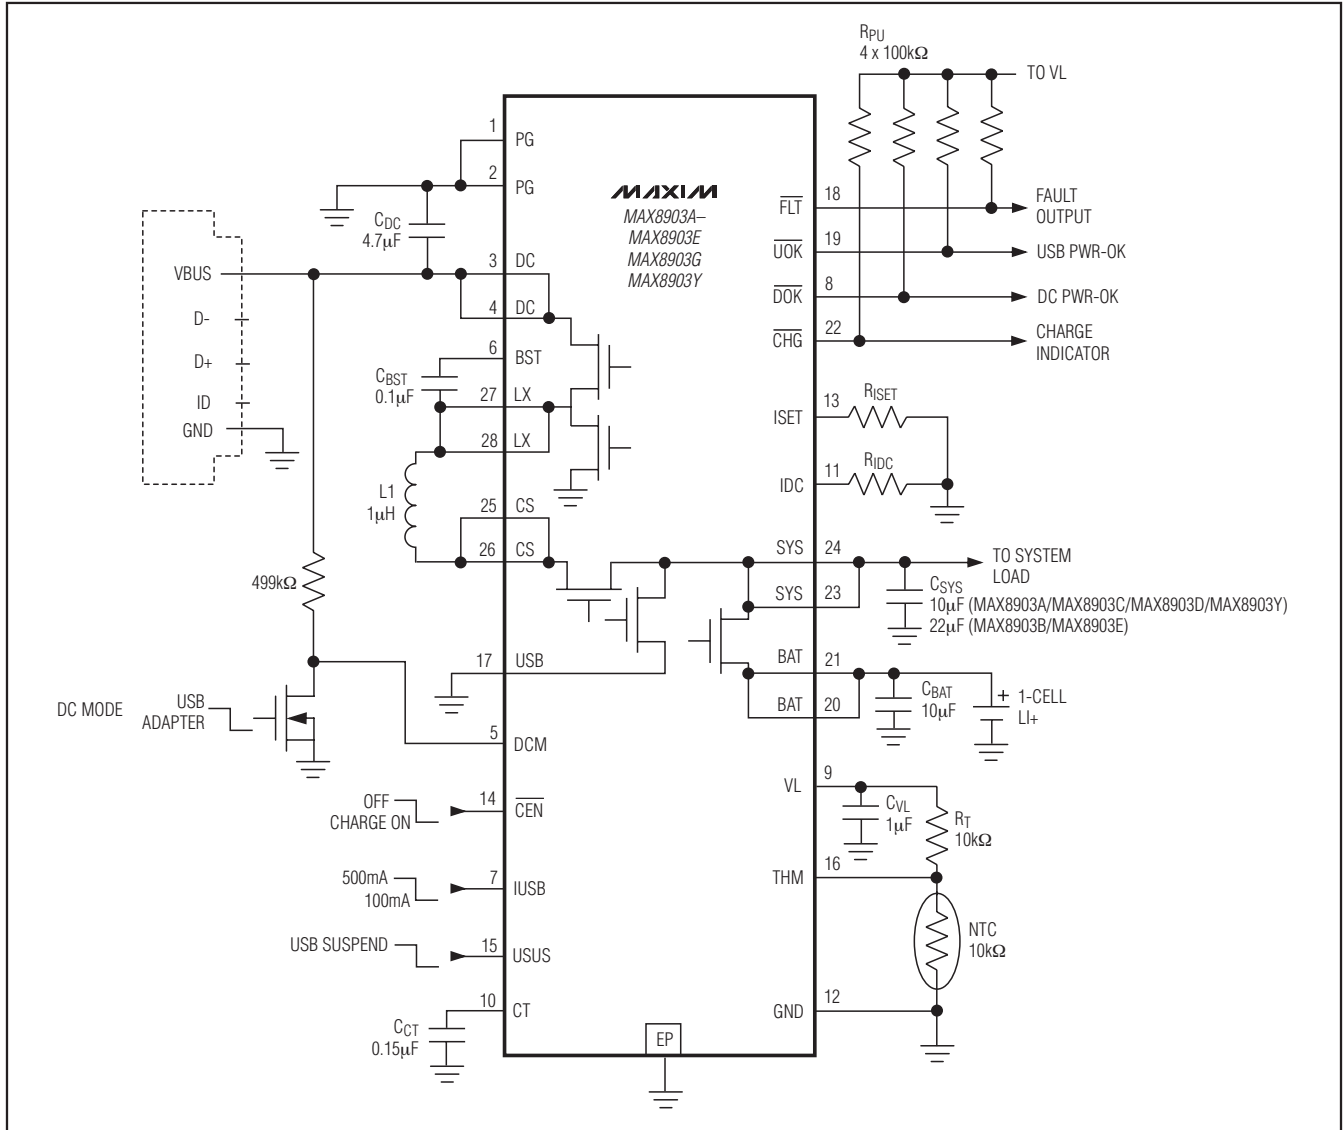 RPU
4 x 100kΩ
TO VL
1
PG
2
PG
MAXIM
MAX8903A–
MAX8903E
MAX8903G
MAX8903Y
CDC
4.7μF
VBUS
D-
D+
ID
GND
3
DC
4
DC
6
BST
CBST
0.1μF
27
LX
28
LX
L1
1μH
25
CS
26
CS
499kΩ
17
USB
DC MODE
USB
ADAPTER
5
DCM
OFF
CHARGE ON
14
CEN
500mA
100mA
7
IUSB
USB SUSPEND
15
USUS
10
CT
CCT
0.15μF
EP
FLT
18
FAULT
OUTPUT
UOK
19
USB PWR-OK
DOK
8
DC PWR-OK
CHG
22
CHARGE
INDICATOR
ISET
13
RISET
IDC
11
RIDC
SYS
24
TO SYSTEM
LOAD
SYS
23
CSYS
10μF (MAX8903A/MAX8903C/MAX8903D/MAX8903Y)
22μF (MAX8903B/MAX8903E)
BAT
21
BAT
20
CBAT
10μF
+
1-CELL
LI+
VL
9
CVL
1μF
RT
10kΩ
THM
16
NTC
10kΩ
GND
12